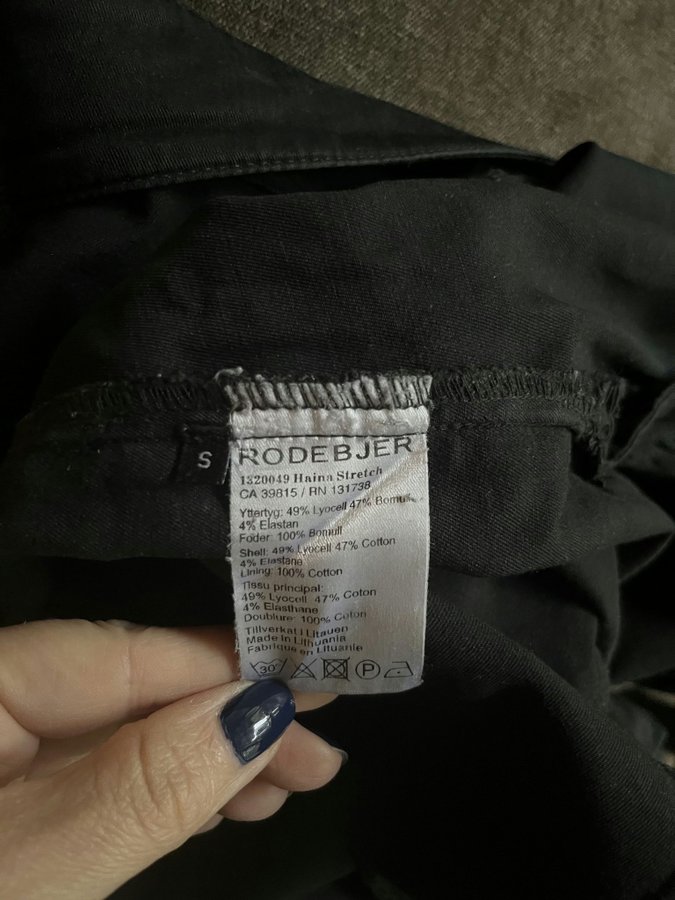 S
RODEBJER
1320049 Haina Stretch
CA 39815 / RN 131738
Yttertyg: 49% Lyocell 47% Bomull
4% Elastan
Foder: 100% Bomull
Shell: 49% Lyocell 47% Cotton
4% Elastane
Lining: 100% Cotton
Tissu principal:
49% Lyocell 47% Coton
4% Elasthane
Doublure: 100% Coton
Tillverkat i Litauen
Made in Lithuania
Fabriqué en Lituanie
30° P